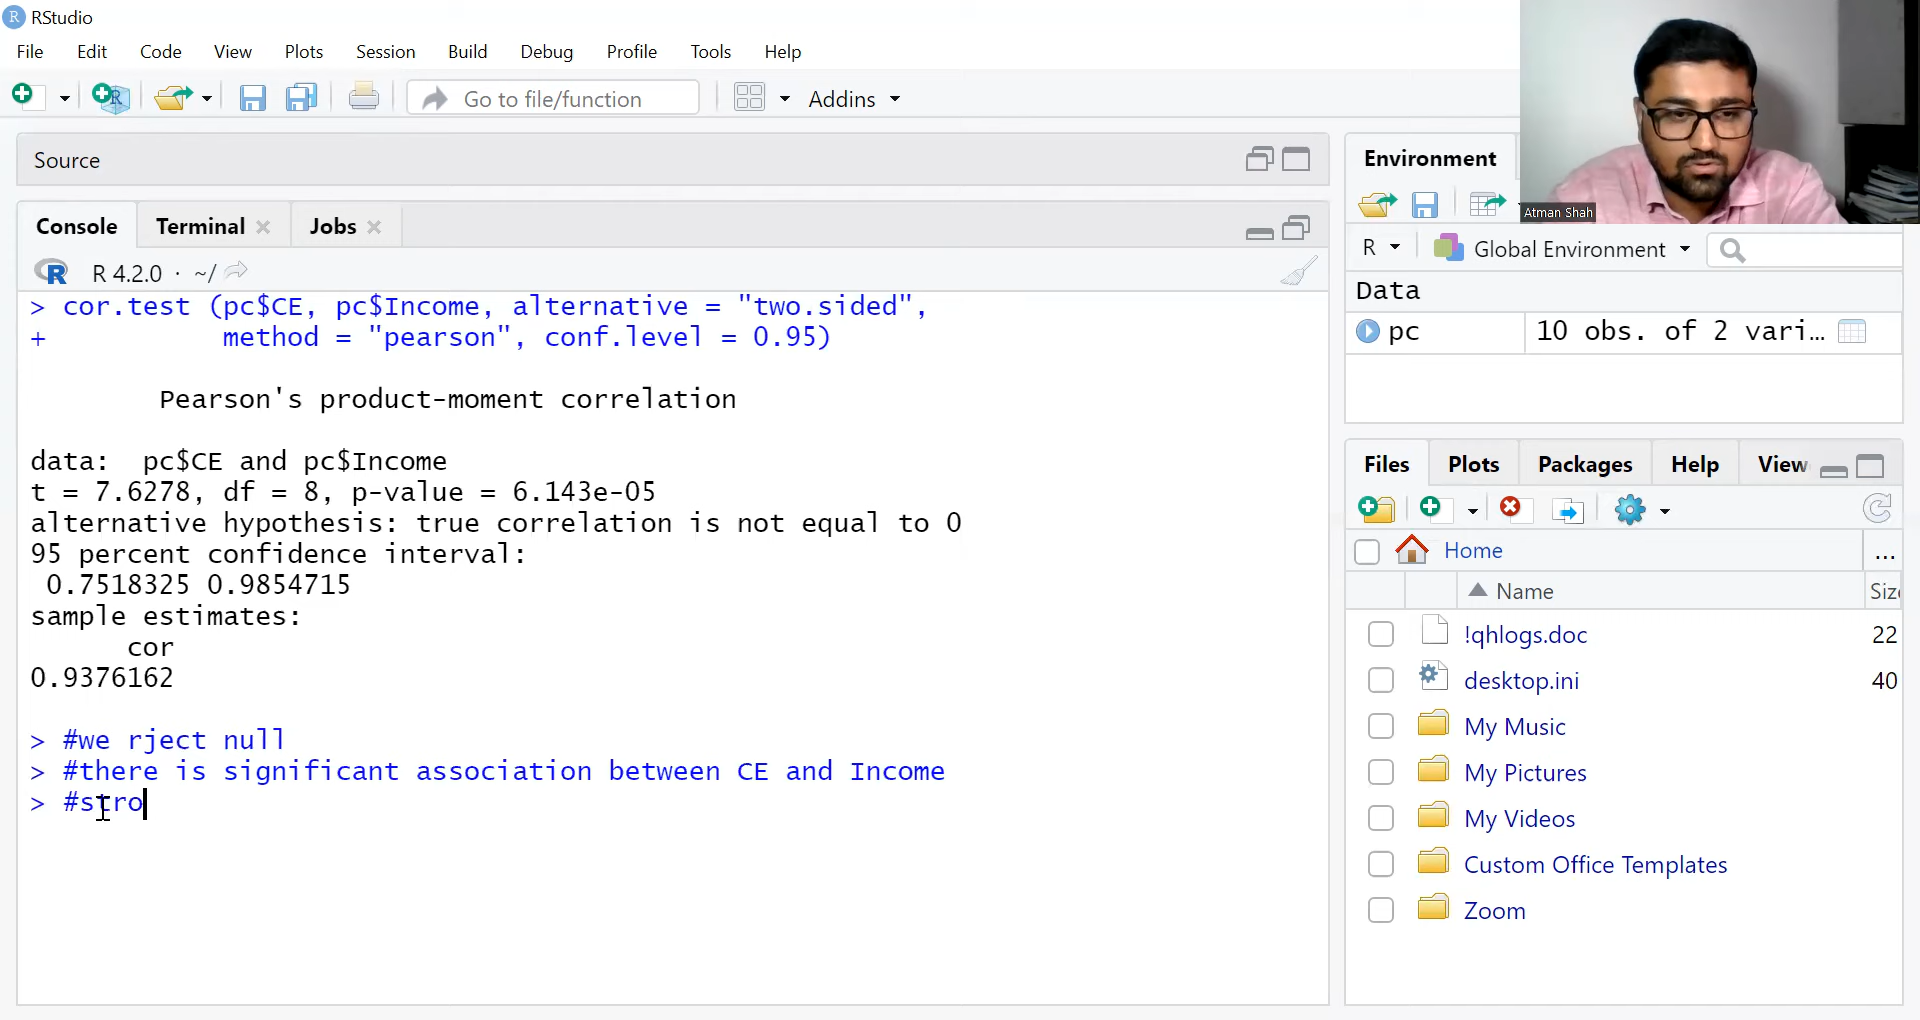 RStudio
File Edit Code View Plots Session Build Debug Profile Tools Help
Go to file/function Addins
Source
Console Terminal Jobs
R 4.2.0 · ~/
> cor.test (pc$CE, pc$Income, alternative = "two.sided",
+ method = "pearson", conf.level = 0.95)
Pearson's product-moment correlation
data: pc$CE and pc$Income
t = 7.6278, df = 8, p-value = 6.143e-05
alternative hypothesis: true correlation is not equal to 0
95 percent confidence interval:
0.7518325 0.9854715
sample estimates:
cor
0.9376162
> #we rject null
> #there is significant association between CE and Income
> #stro
Atman Shah
Environment
R Global Environment
Data
pc 10 obs. of 2 vari…
Files Plots Packages Help View
Home ...
Name Siz
!qhlogs.doc 22
desktop.ini 40
My Music
My Pictures
My Videos
Custom Office Templates
Zoom